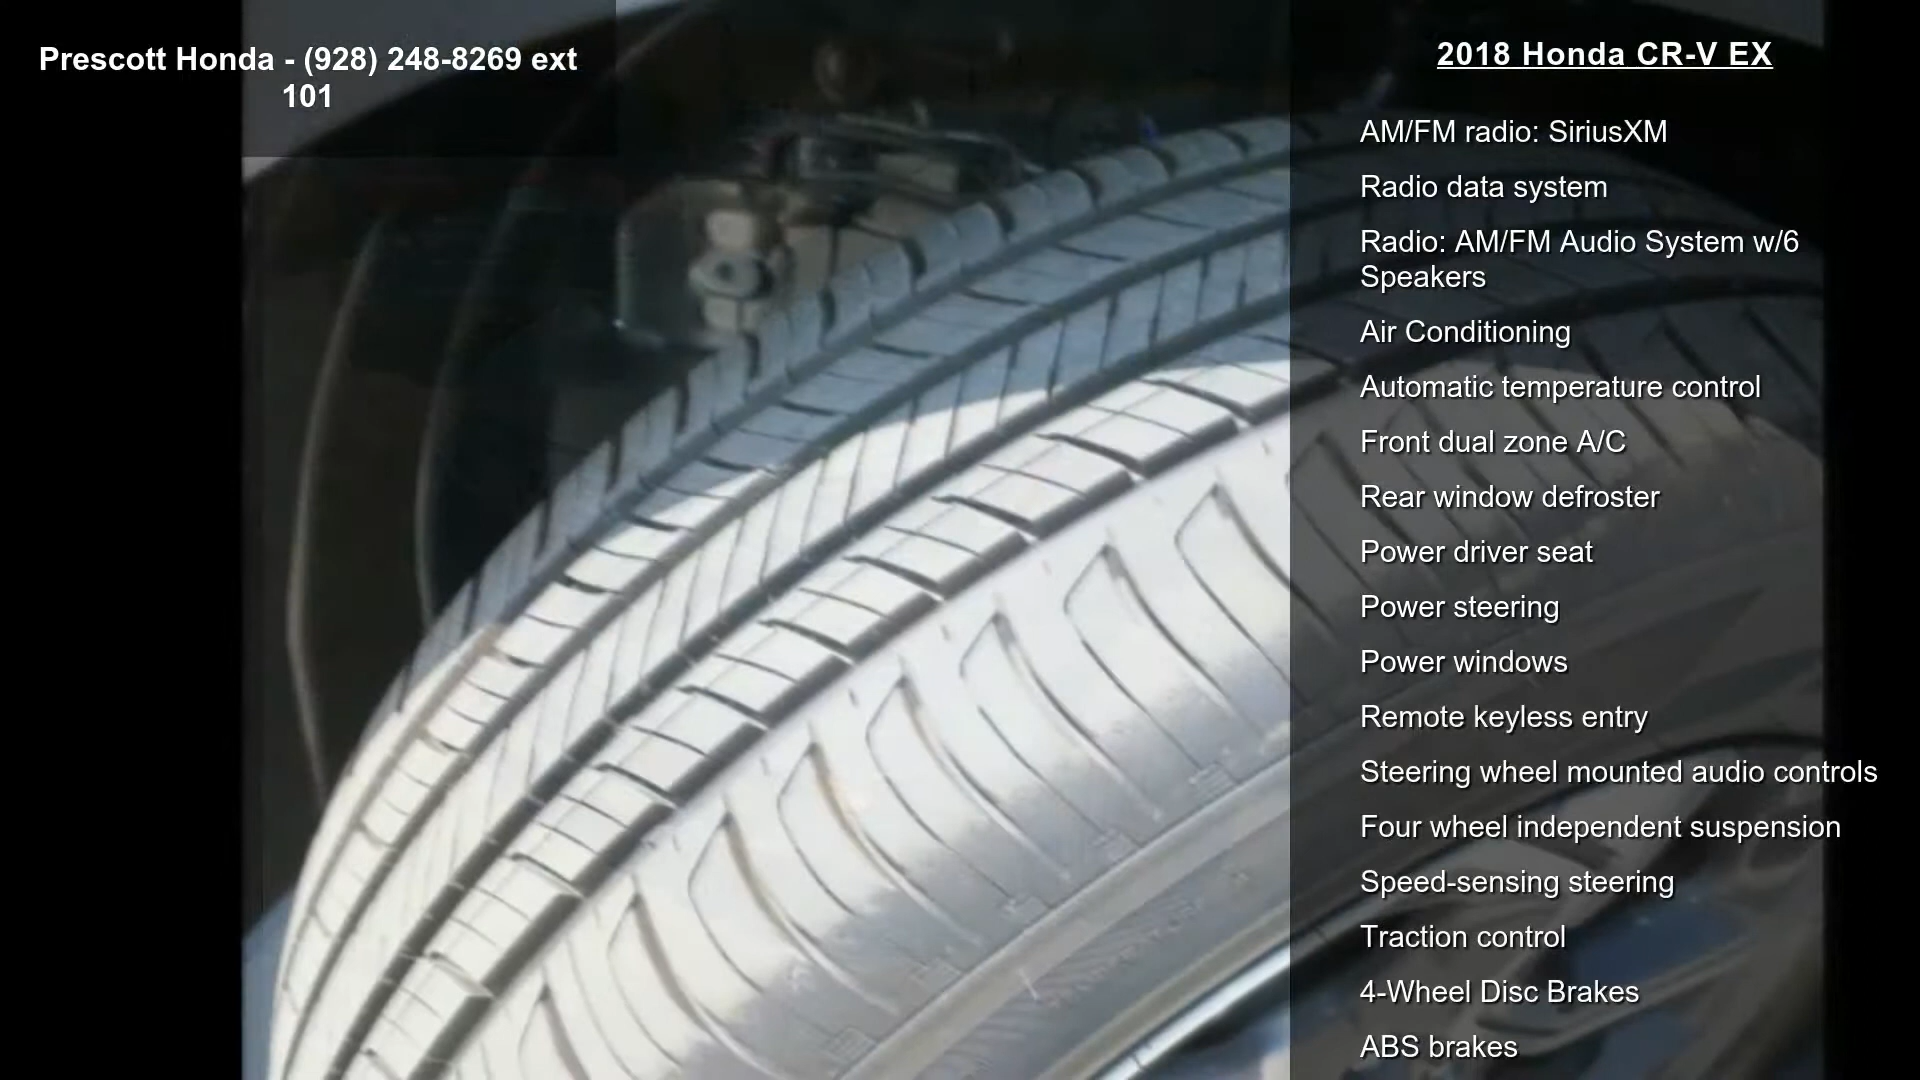 Prescott Honda - (928) 248-8269 ext
101
2018 Honda CR-V EX
AM/FM radio: SiriusXM
Radio data system
Radio: AM/FM Audio System w/6
Speakers
Air Conditioning
Automatic temperature control
Front dual zone A/C
Rear window defroster
Power driver seat
Power steering
Power windows
Remote keyless entry
Steering wheel mounted audio controls
Four wheel independent suspension
Speed-sensing steering
Traction control
4-Wheel Disc Brakes
ABS brakes